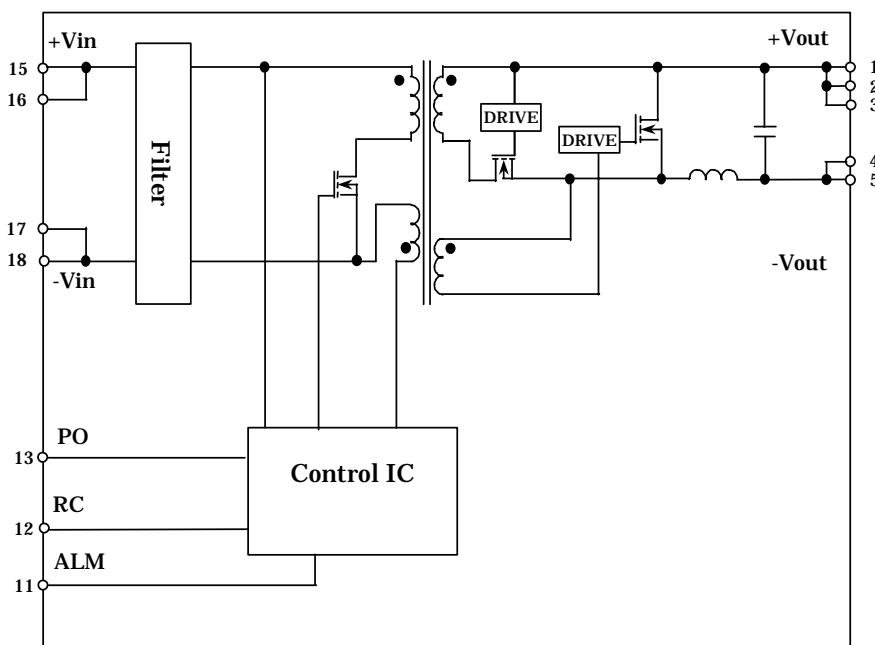 +Vin
+Vout
15
1
2
16
3
DRIVE
DRIVE
4
5
Filter
17
18
-Vin
-Vout
PO
13
Control IC
RC
12
ALM
11